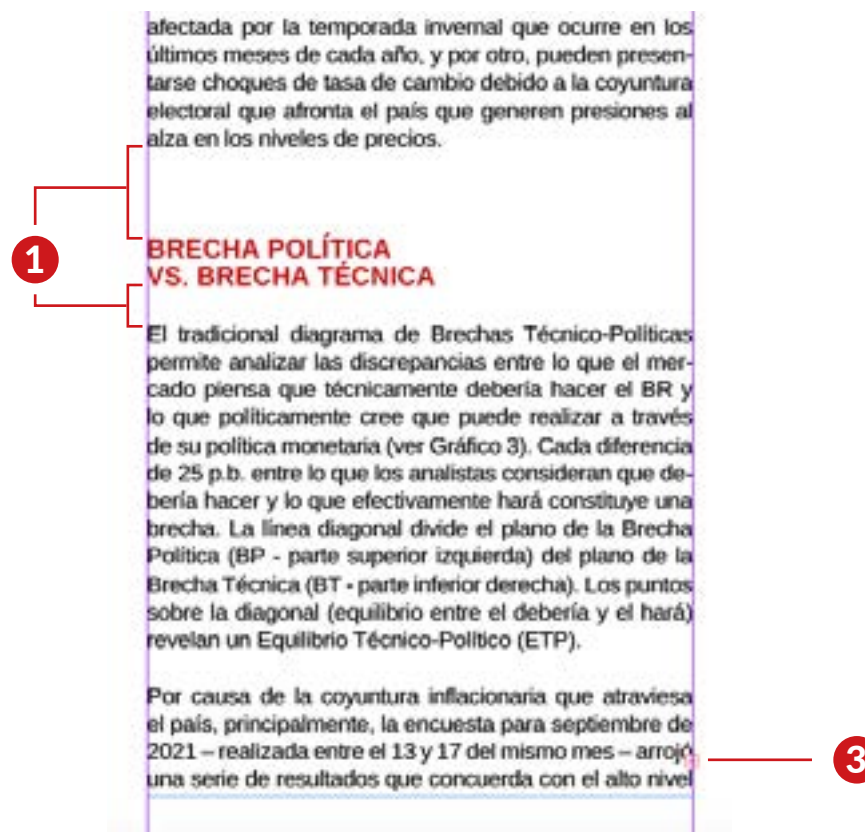 afectada por la temporada invernal que ocurre en los
últimos meses de cada año, y por otro, pueden presen-
tarse choques de tasa de cambio debido a la coyuntura
electoral que afronta el país que generen presiones al
alza en los niveles de precios.
1
BRECHA POLÍTICA
VS. BRECHA TÉCNICA
El tradicional diagrama de Brechas Técnico-Políticas
permite analizar las discrepancias entre lo que el mer-
cado piensa que técnicamente debería hacer el BR y
lo que políticamente cree que puede realizar a través
de su política monetaria (ver Gráfico 3). Cada diferencia
de 25 p.b. entre lo que los analistas consideran que de-
bería hacer y lo que efectivamente hará constituye una
brecha. La línea diagonal divide el plano de la Brecha
Política (BP - parte superior izquierda) del plano de la
Brecha Técnica (BT - parte inferior derecha). Los puntos
sobre la diagonal (equilibrio entre el debería y el hará)
revelan un Equilibrio Técnico-Político (ETP).
Por causa de la coyuntura inflacionaria que atraviesa
el país, principalmente, la encuesta para septiembre de
2021 – realizada entre el 13 y 17 del mismo mes – arrojó
una serie de resultados que concuerda con el alto nivel
3